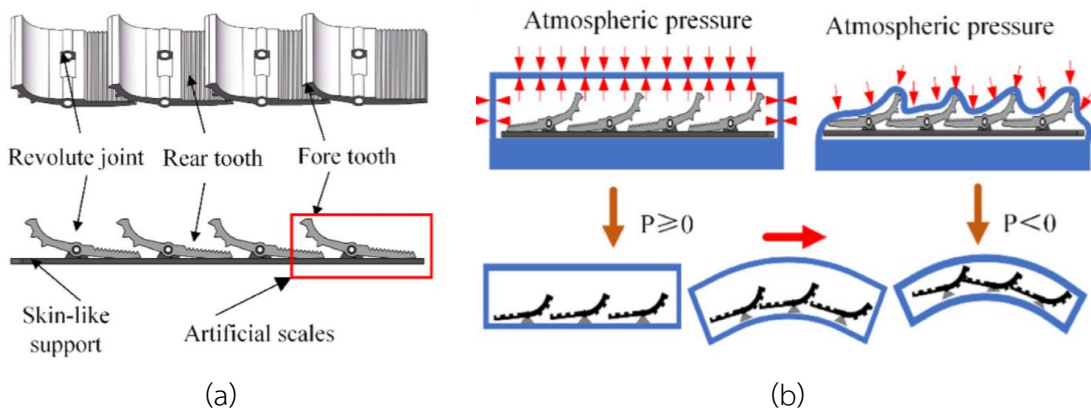 Revolute joint
Rear tooth
Fore tooth
Skin-like
support
Artificial scales
(a)
Atmospheric pressure
Atmospheric pressure
P≥0
P<0
(b)